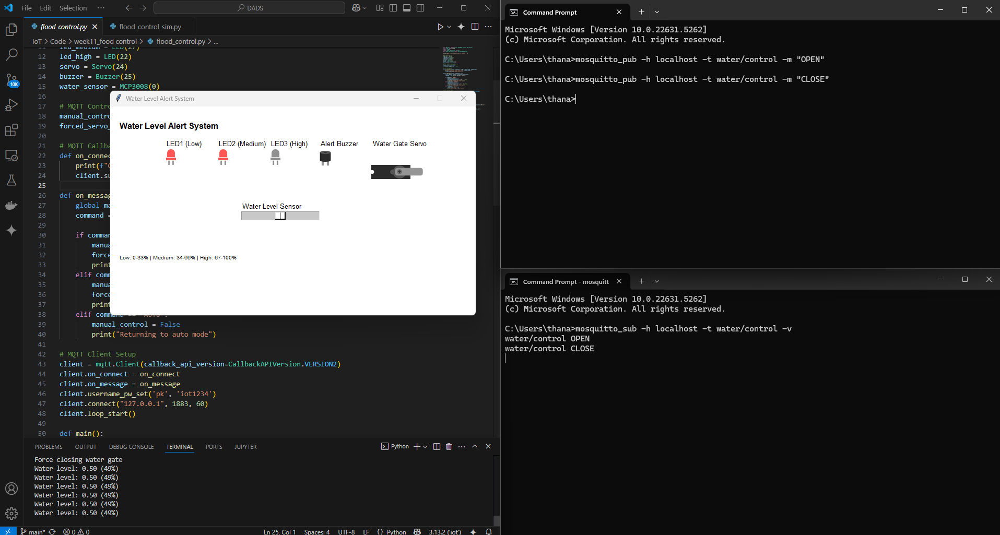 File Edit Selection ··· DADS
flood_control.py flood_control_sim.py
IoT > Code > week11_food control > flood_control.py > ...
10K
11 led_medium = LED(27)
12 led_high = LED(22)
13 servo = Servo(24)
14 buzzer = Buzzer(25)
15 water_sensor = MCP3008(0)
16
17 # MQTT Contro
18 manual_contro
19 forced_servo_
20
21 # MQTT Callba
22 def on_connec
23 print(f"C
24 client.su
25
26 def on_messag
27 global ma
28 command =
29
30 if comman
31 manua
32 force
33 print
34 elif comm
35 manua
36 force
37 print
38 elif command == "AUTO":
39 manual_control = False
40 print("Returning to auto mode")
41
42 # MQTT Client Setup
43 client = mqtt.Client(callback_api_version=CallbackAPIVersion.VERSION2)
44 client.on_connect = on_connect
45 client.on_message = on_message
46 client.username_pw_set('pk', 'iot1234')
47 client.connect("127.0.0.1", 1883, 60)
48 client.loop_start()
49
50 def main():
Water Level Alert System
Water Level Alert System
LED1 (Low) LED2 (Medium) LED3 (High) Alert Buzzer Water Gate Servo
Water Level Sensor
Low: 0-33% | Medium: 34-66% | High: 67-100%
PROBLEMS OUTPUT DEBUG CONSOLE TERMINAL PORTS JUPYTER Python
Force closing water gate
Water level: 0.50 (49%)
Water level: 0.50 (49%)
Water level: 0.50 (49%)
Water level: 0.50 (49%)
Water level: 0.50 (49%)
Water level: 0.50 (49%)
main* 0 0 Ln 25, Col 1 Spaces: 4 UTF-8 LF {} Python 3.13.2 ('iot')
Command Prompt
Microsoft Windows [Version 10.0.22631.5262]
(c) Microsoft Corporation. All rights reserved.
C:\Users\thana>mosquitto_pub -h localhost -t water/control -m "OPEN"
C:\Users\thana>mosquitto_pub -h localhost -t water/control -m "CLOSE"
C:\Users\thana>
Command Prompt - mosquitt
Microsoft Windows [Version 10.0.22631.5262]
(c) Microsoft Corporation. All rights reserved.
C:\Users\thana>mosquitto_sub -h localhost -t water/control -v
water/control OPEN
water/control CLOSE